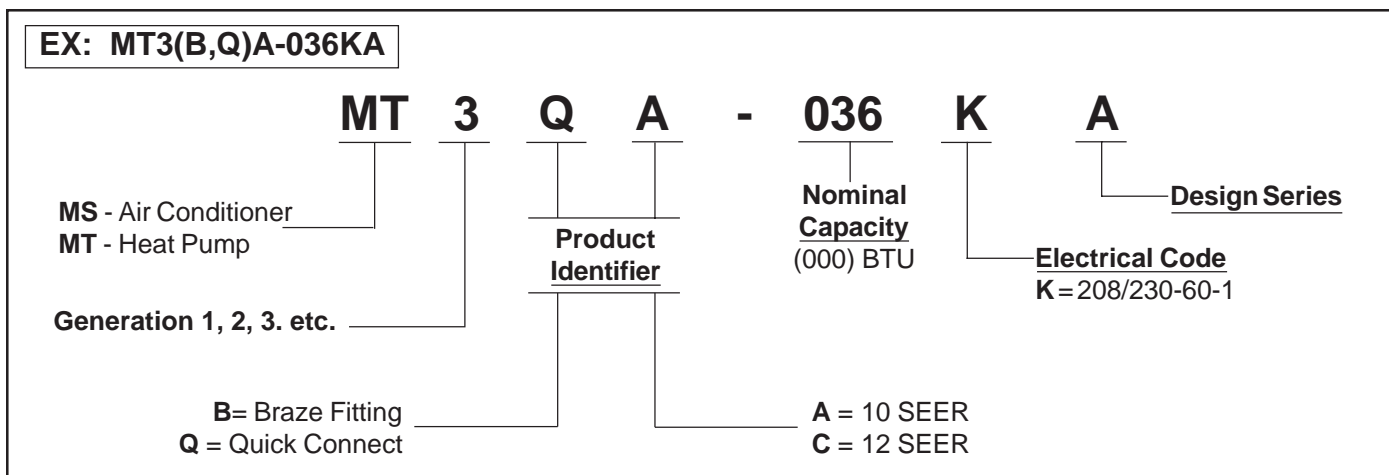 EX: MT3(B,Q)A-036KA
MT 3 Q A - 036 K A
MS - Air Conditioner
MT - Heat Pump
Generation 1, 2, 3. etc.
Product
Identifier
Nominal
Capacity
(000) BTU
Design Series
Electrical Code
K=208/230-60-1
B= Braze Fitting
Q = Quick Connect
A = 10 SEER
C = 12 SEER